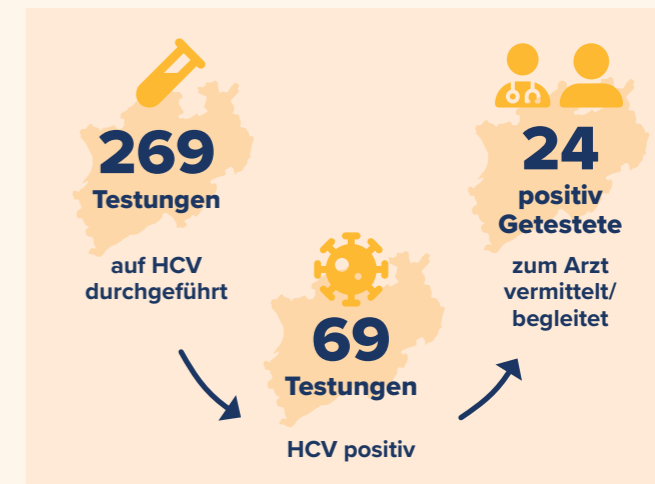 269
Testungen
auf HCV
durchgeführt
69
Testungen
HCV positiv
24
positiv
Getestete
zum Arzt
vermittelt/
begleitet